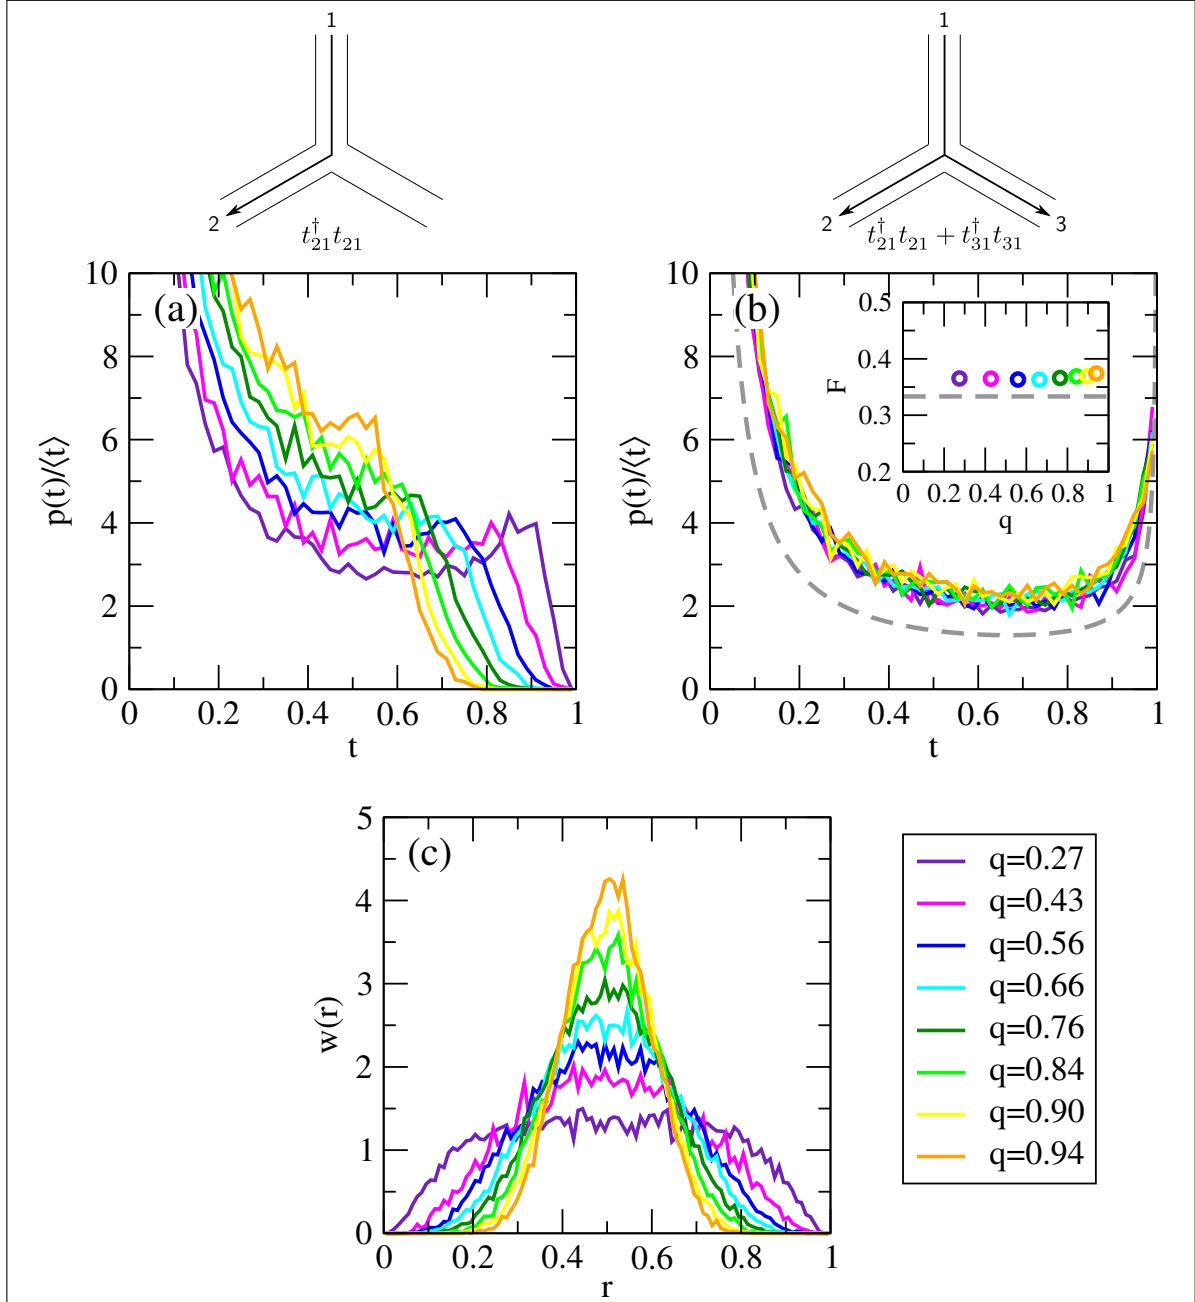 1
2
t†21t21
1
2
3
t†21t21 + t†31t31
(a)
p(t)/⟨t⟩
10
8
6
4
2
0
0 0.2 0.4 0.6 0.8 1
t
(b)
p(t)/⟨t⟩
10
8
6
4
2
0
0 0.2 0.4 0.6 0.8 1
t
F
0.5
0.4
0.3
0.2
0 0.2 0.4 0.6 0.8 1
q
(c)
w(r)
5
4
3
2
1
0
0 0.2 0.4 0.6 0.8 1
r
q=0.27
q=0.43
q=0.56
q=0.66
q=0.76
q=0.84
q=0.90
q=0.94